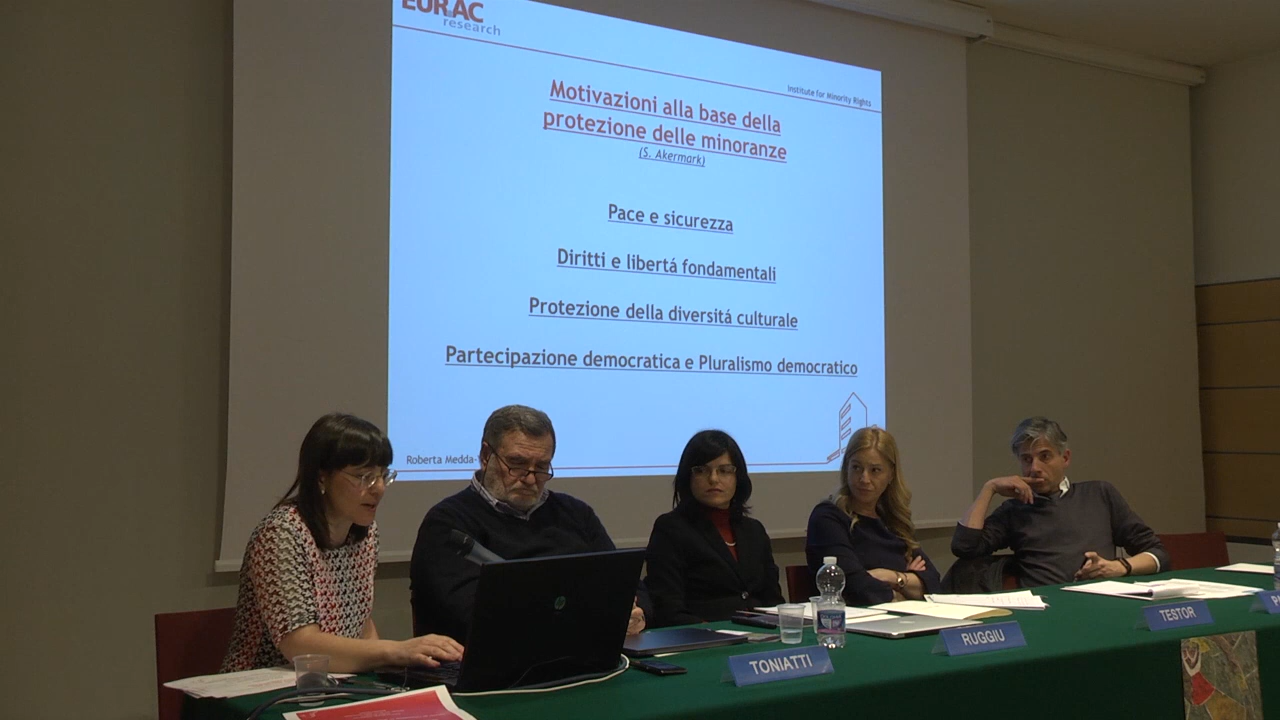 EURAC
research
Institute for Minority Rights
Motivazioni alla base della
protezione delle minoranze
(S. Akermark)
Pace e sicurezza
Diritti e libertá fondamentali
Protezione della diversitá culturale
Partecipazione democratica e Pluralismo democratico
Roberta Medda-
TONIATTI
RUGGIU
TESTOR